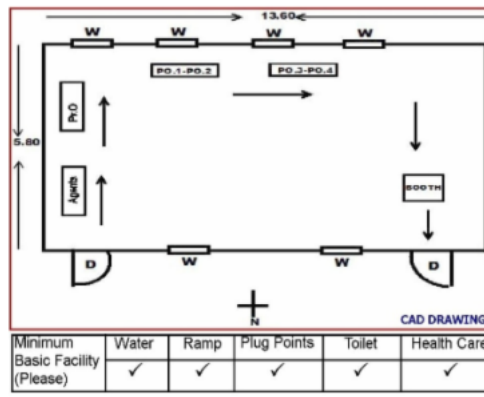 13.60
W W W W
PO.1-PO.2 PO.3-PO.4
Pr.O
5.80
Agents
BOOTH
D W W D
N
CAD DRAWING
Minimum Basic Facility (Please) Water Ramp Plug Points Toilet Health Care
✓ ✓ ✓ ✓ ✓